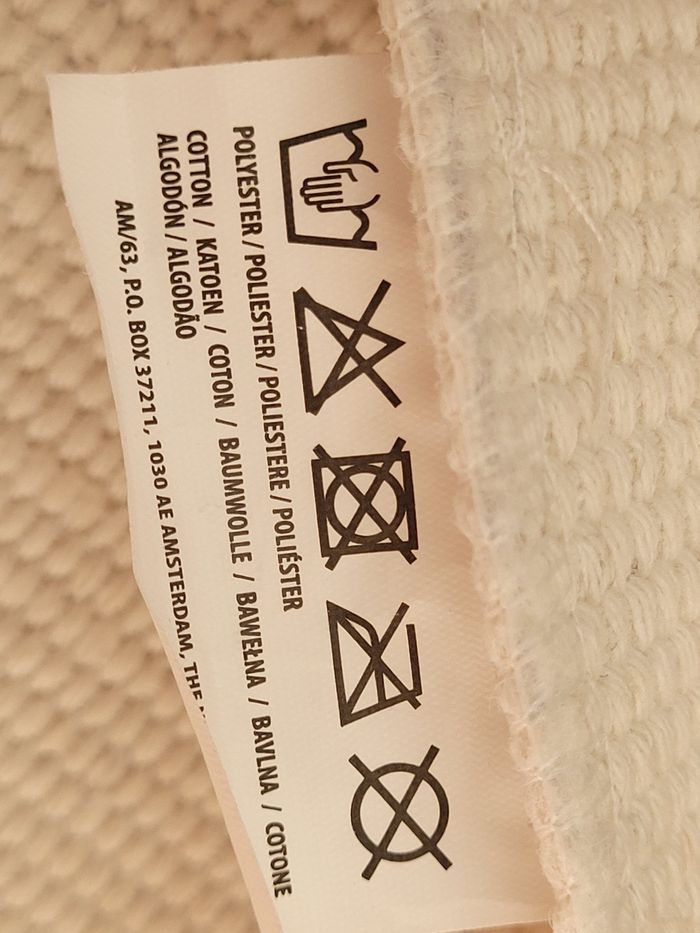 POLYESTER / POLIESTER / POLIESTERE / POLIÉSTER
COTTON / KATOEN / COTON / BAUMWOLLE / BAWEŁNA / BAVLNA / COTONE
ALGODÓN / ALGODÃO
AM/63, P.O. BOX 37211, 1030 AE AMSTERDAM, THE